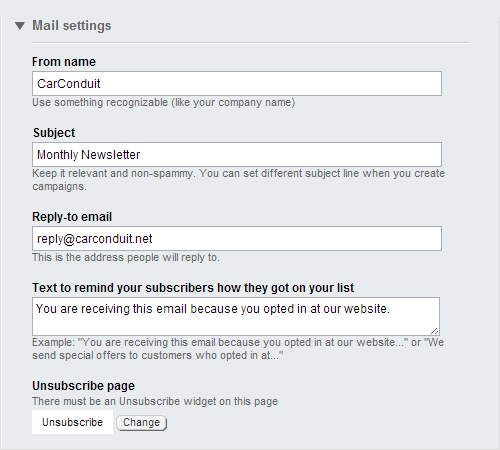 Mail settings
From name
CarConduit
Use something recognizable (like your company name)
Subject
Monthly Newsletter
Keep it relevant and non-spammy. You can set different subject line when you create
campaigns.
Reply-to email
reply@carconduit.net
This is the address people will reply to.
Text to remind your subscribers how they got on your list
You are receiving this email because you opted in at our website.
Example: "You are receiving this email because you opted in at our website..." or "We
send special offers to customers who opted in at..."
Unsubscribe page
There must be an Unsubscribe widget on this page
Unsubscribe Change